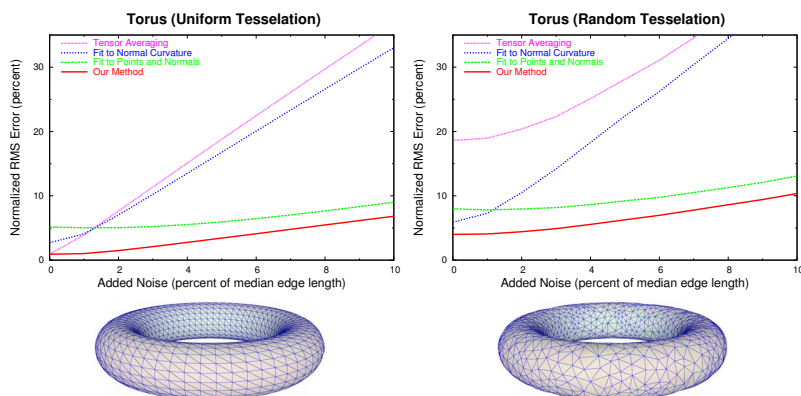 Torus (Uniform Tesselation)
Tensor Averaging
Fit to Normal Curvature
Fit to Points and Normals
Our Method
Normalized RMS Error (percent)
30
20
10
0
0 2 4 6 8 10
Added Noise (percent of median edge length)
Torus (Random Tesselation)
Tensor Averaging
Fit to Normal Curvature
Fit to Points and Normals
Our Method
Normalized RMS Error (percent)
30
20
10
0
0 2 4 6 8 10
Added Noise (percent of median edge length)